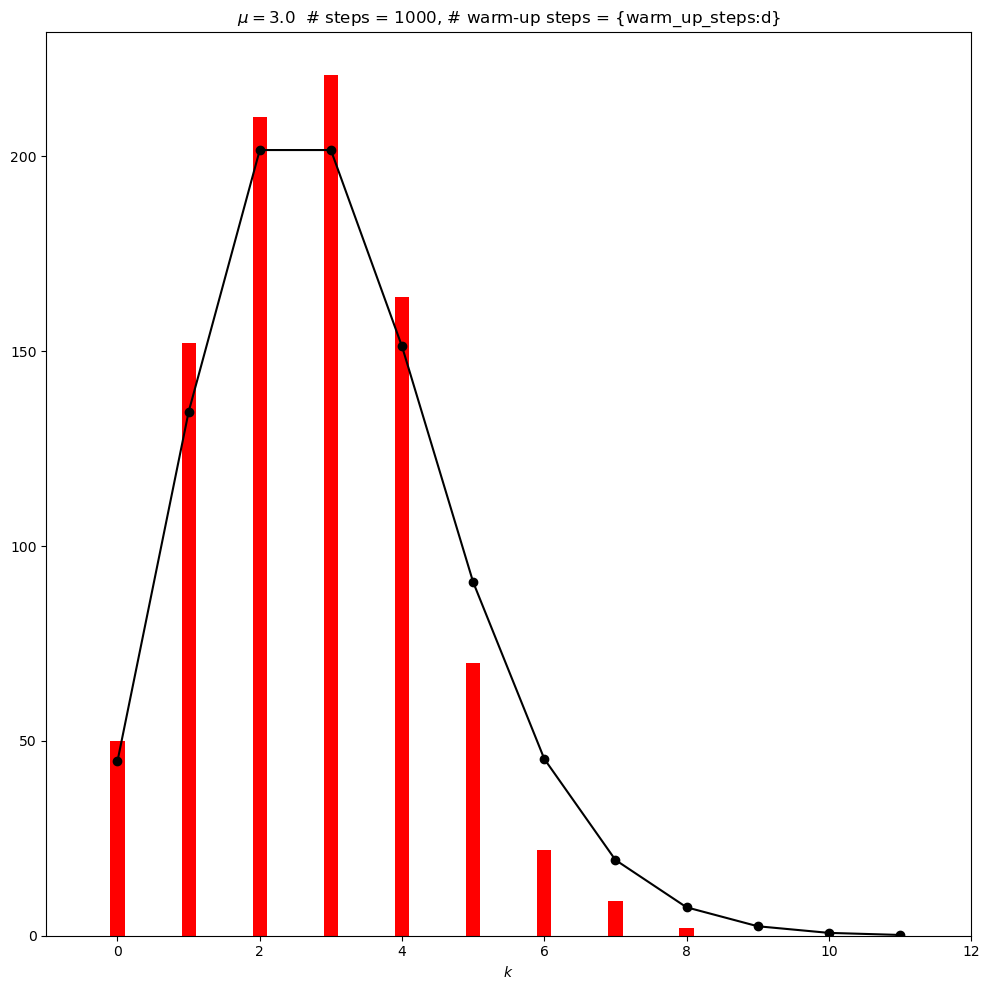 μ = 3.0 # steps = 1000, # warm-up steps = {warm_up_steps:d}
200
150
100
50
0
0 2 4 6 8 10 12
k